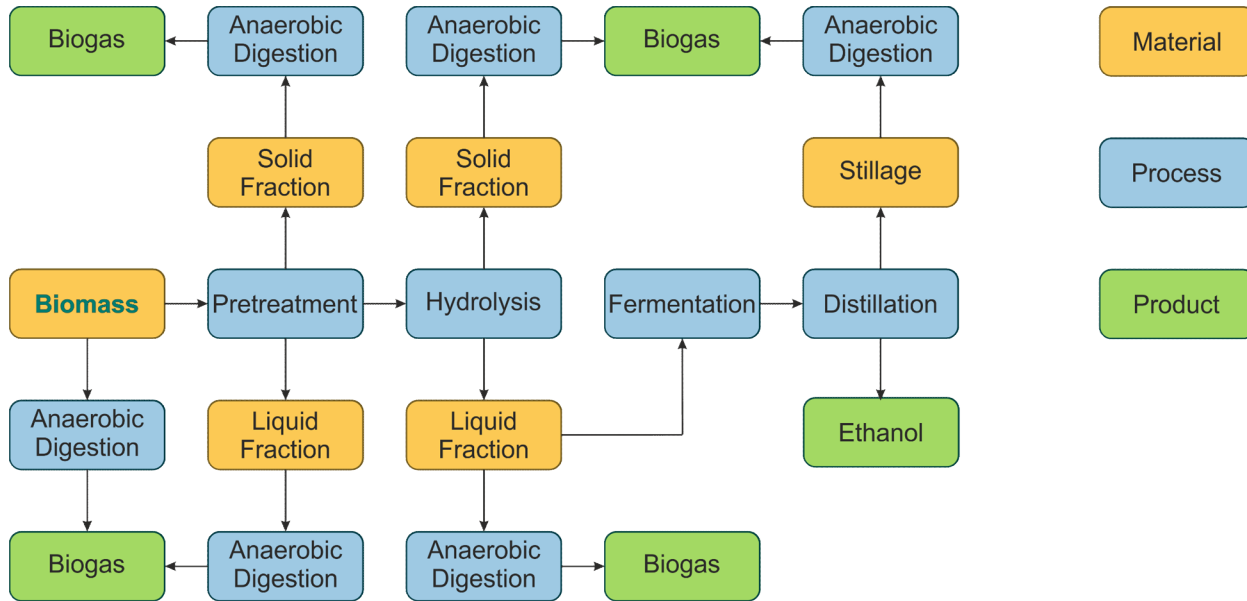 Biogas
Anaerobic
Digestion
Anaerobic
Digestion
Biogas
Anaerobic
Digestion
Material
Solid
Fraction
Solid
Fraction
Stillage
Process
Biomass
Pretreatment
Hydrolysis
Fermentation
Distillation
Product
Anaerobic
Digestion
Liquid
Fraction
Liquid
Fraction
Ethanol
Biogas
Anaerobic
Digestion
Anaerobic
Digestion
Biogas